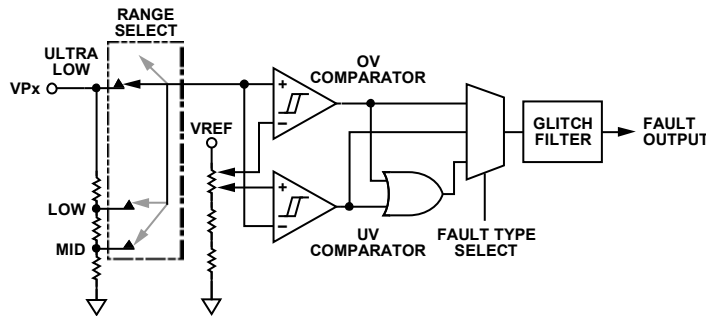 RANGE
SELECT
ULTRA
LOW
VPx
LOW
MID
VREF
OV
COMPARATOR
+
−
+
−
UV
COMPARATOR
FAULT TYPE
SELECT
GLITCH
FILTER
FAULT
OUTPUT